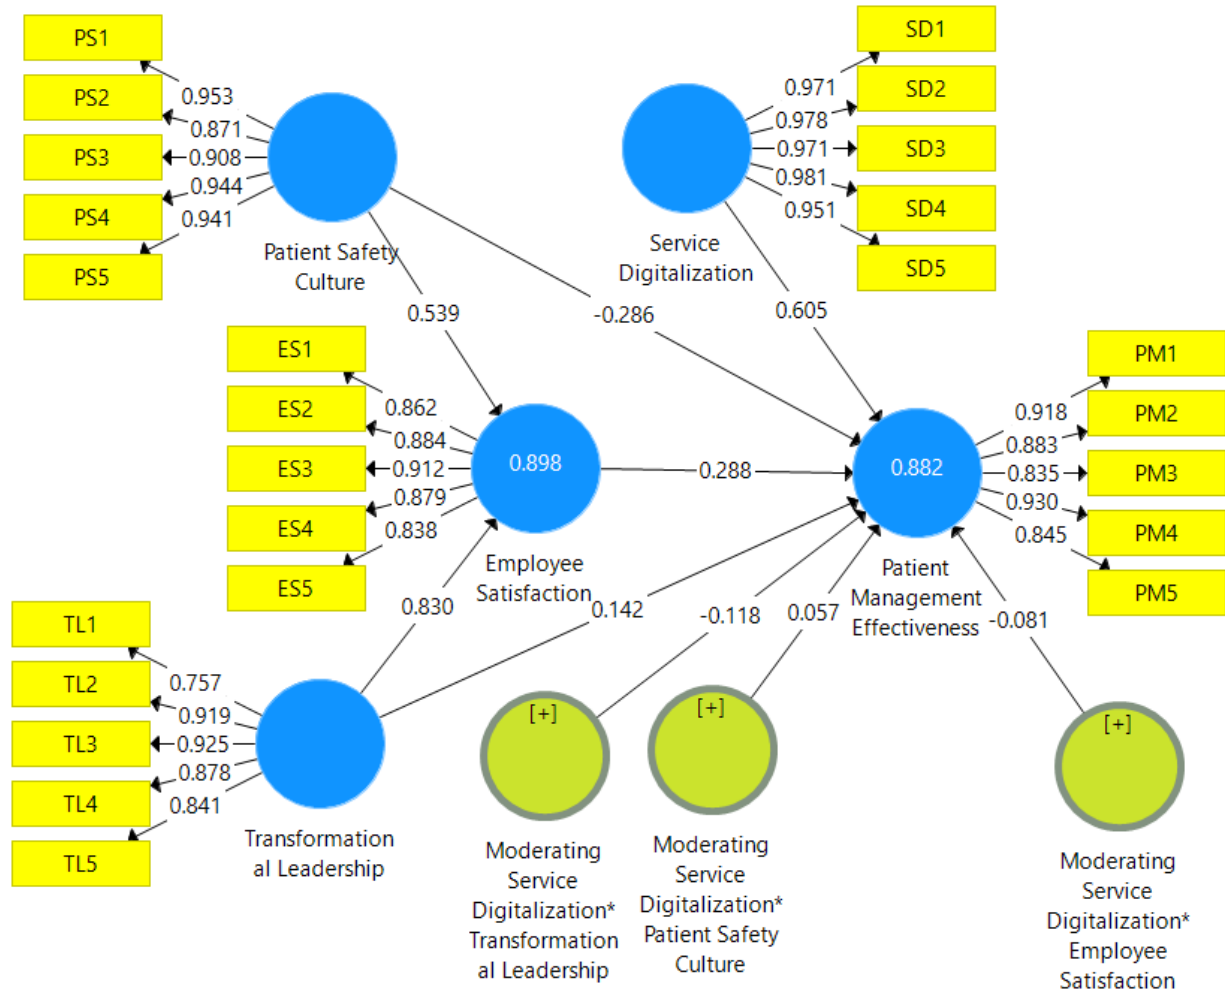 PS1
PS2
PS3
PS4
PS5
0.953
0.871
0.908
0.944
0.941
Patient Safety
Culture
SD1
SD2
SD3
SD4
SD5
0.971
0.978
0.971
0.981
0.951
Service
Digitalization
0.539
-0.286
0.605
ES1
ES2
ES3
ES4
ES5
0.862
0.884
0.912
0.879
0.838
0.898
Employee
Satisfaction
0.288
0.882
Patient
Management
Effectiveness
PM1
PM2
PM3
PM4
PM5
0.918
0.883
0.835
0.930
0.845
TL1
TL2
TL3
TL4
TL5
0.757
0.919
0.925
0.878
0.841
Transformation
al Leadership
0.830
0.142
-0.118
0.057
-0.081
[+]
Moderating
Service
Digitalization*
Transformation
al Leadership
[+]
Moderating
Service
Digitalization*
Patient Safety
Culture
[+]
Moderating
Service
Digitalization*
Employee
Satisfaction